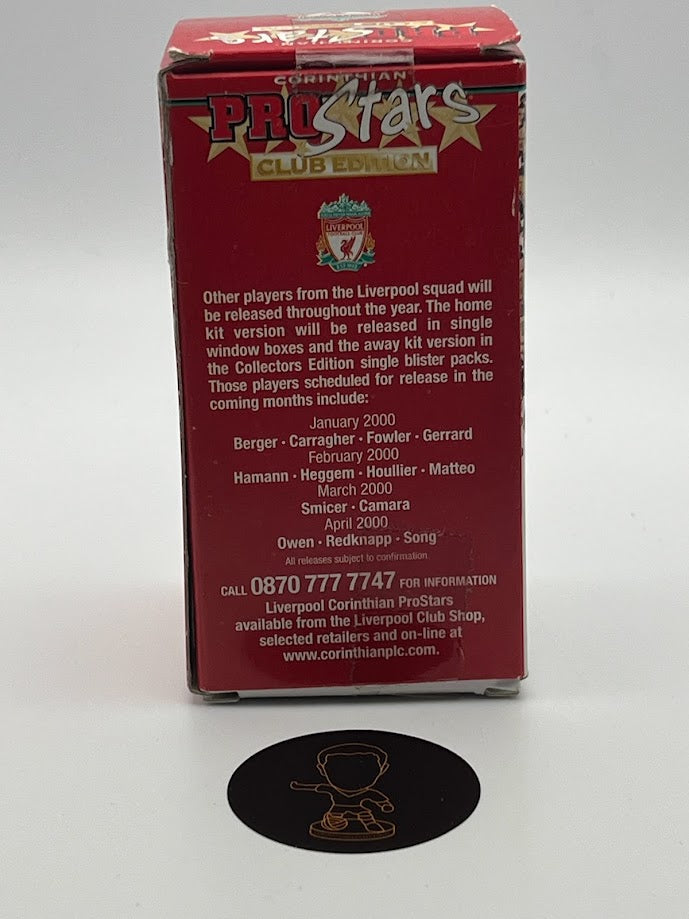 CORINTHIAN
CORINTHIAN
PROStars
CLUB EDITION
LIVERPOOL
FOOTBALL CLUB
EST·1892
Other players from the Liverpool squad will
be released throughout the year. The home
kit version will be released in single
window boxes and the away kit version in
the Collectors Edition single blister packs.
Those players scheduled for release in the
coming months include:
January 2000
Berger · Carragher · Fowler · Gerrard
February 2000
Hamann · Heggem · Houllier · Matteo
March 2000
Smicer · Camara
April 2000
Owen · Redknapp · Song
All releases subject to confirmation.
CALL 0870 777 7747 FOR INFORMATION
Liverpool Corinthian ProStars
available from the Liverpool Club Shop,
selected retailers and on-line at
www.corinthianplc.com.